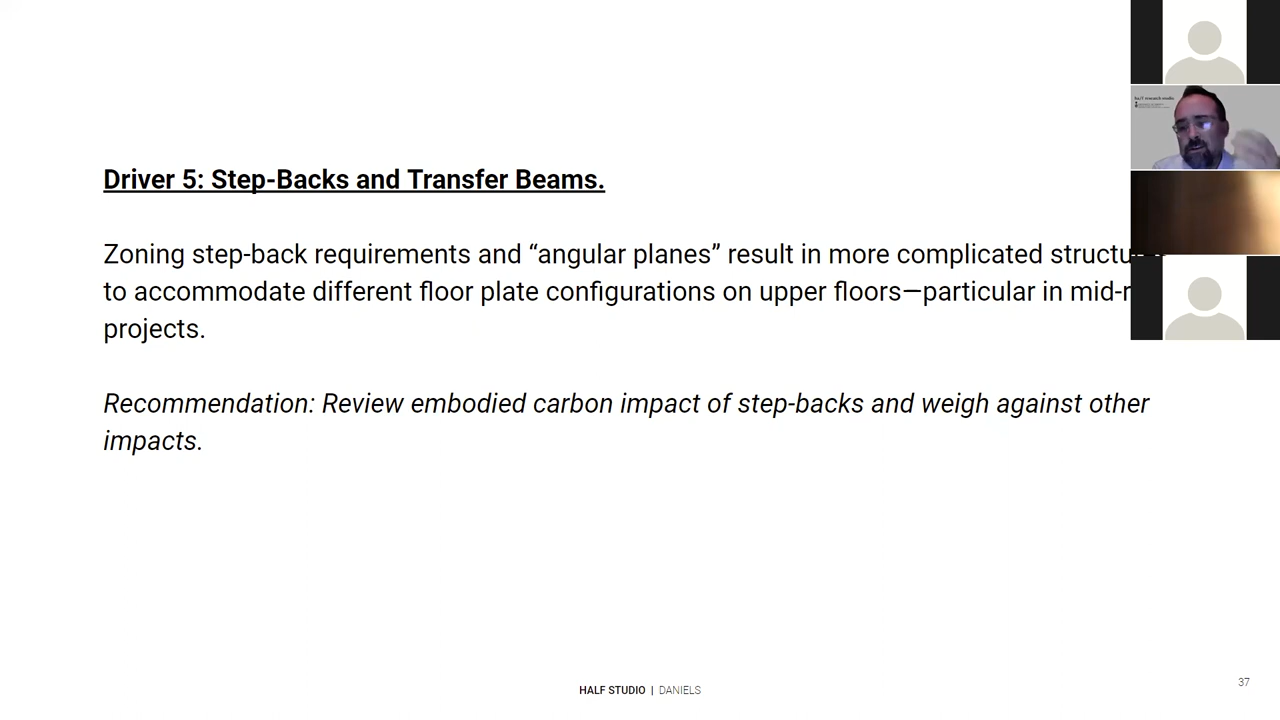 Driver 5: Step-Backs and Transfer Beams.
Zoning step-back requirements and “angular planes” result in more complicated
to accommodate different floor plate configurations on upper floors—particular in
projects.
Recommendation: Review embodied carbon impact of step-backs and weigh against other
impacts.
HALF STUDIO | DANIELS
37